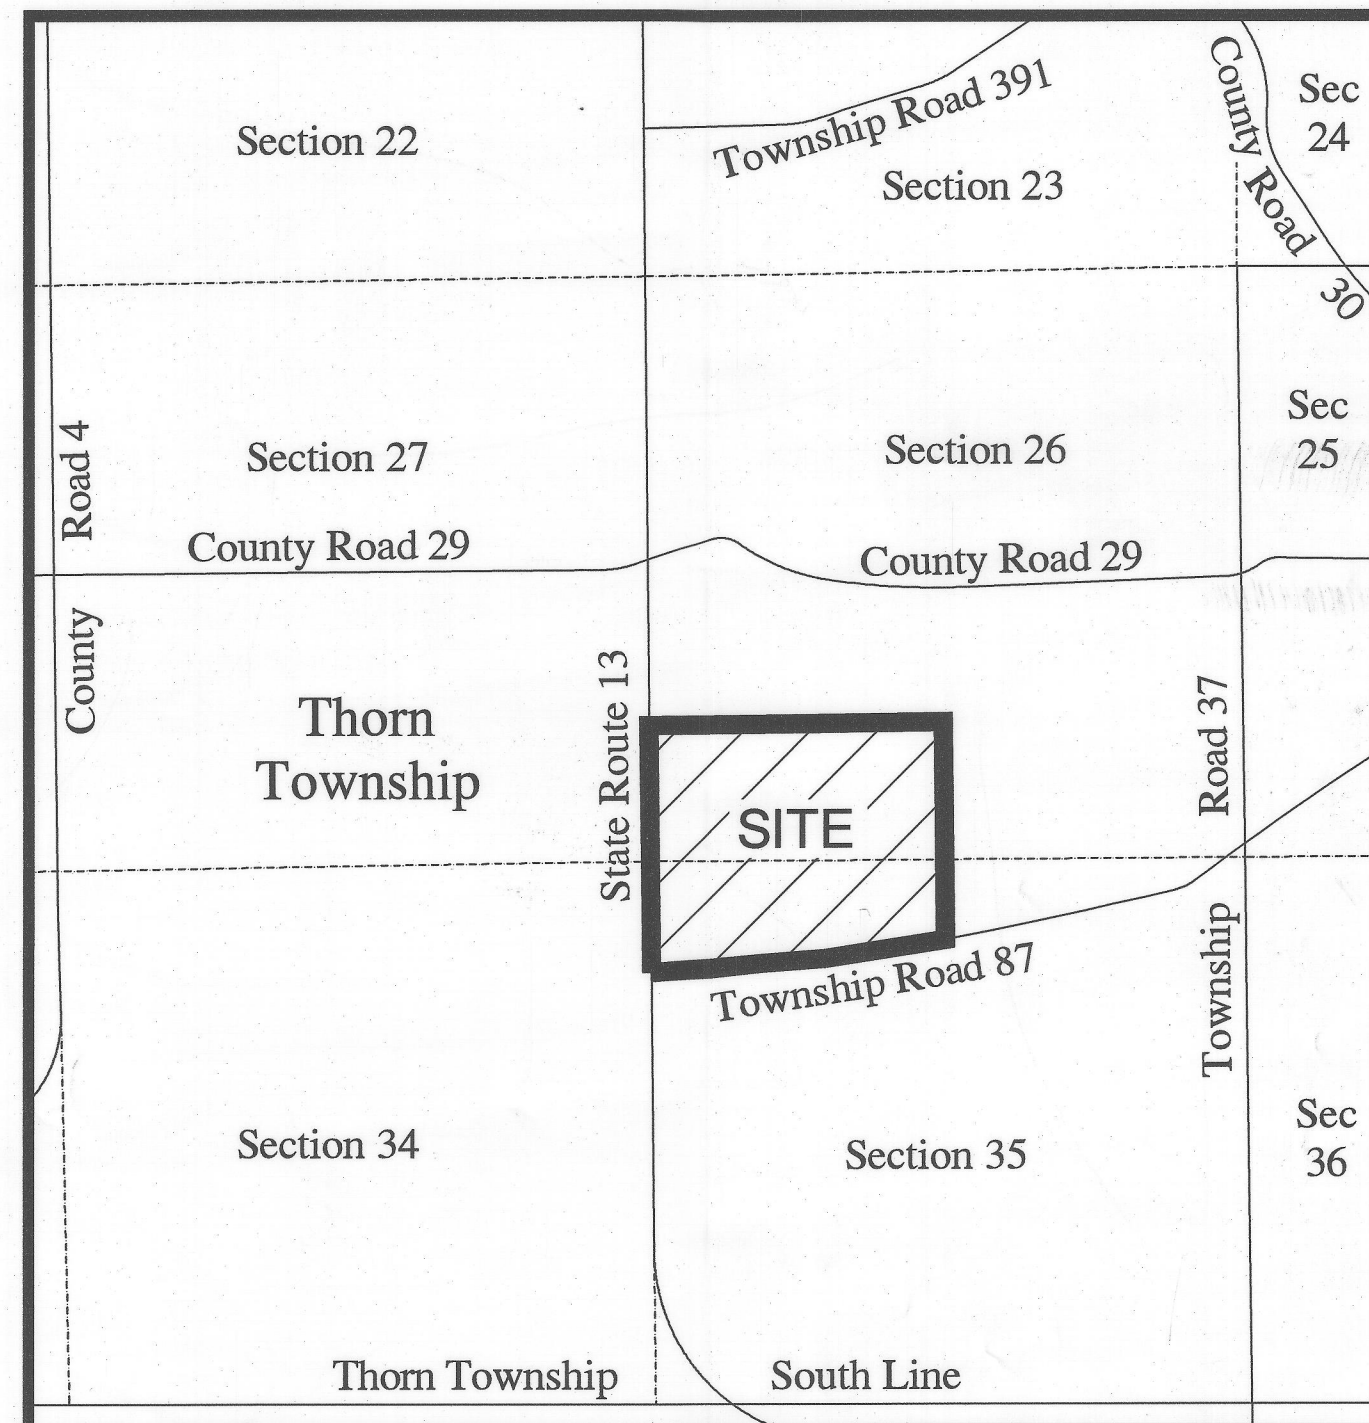 Section 22
Township Road 391
Section 23
County Road 30
Sec
24
Section 27
Section 26
Sec
25
County Road 4
County Road 29
County Road 29
Thorn
Township
State Route 13
SITE
Township Road 37
Township Road 87
Section 34
Section 35
Sec
36
Thorn Township South Line